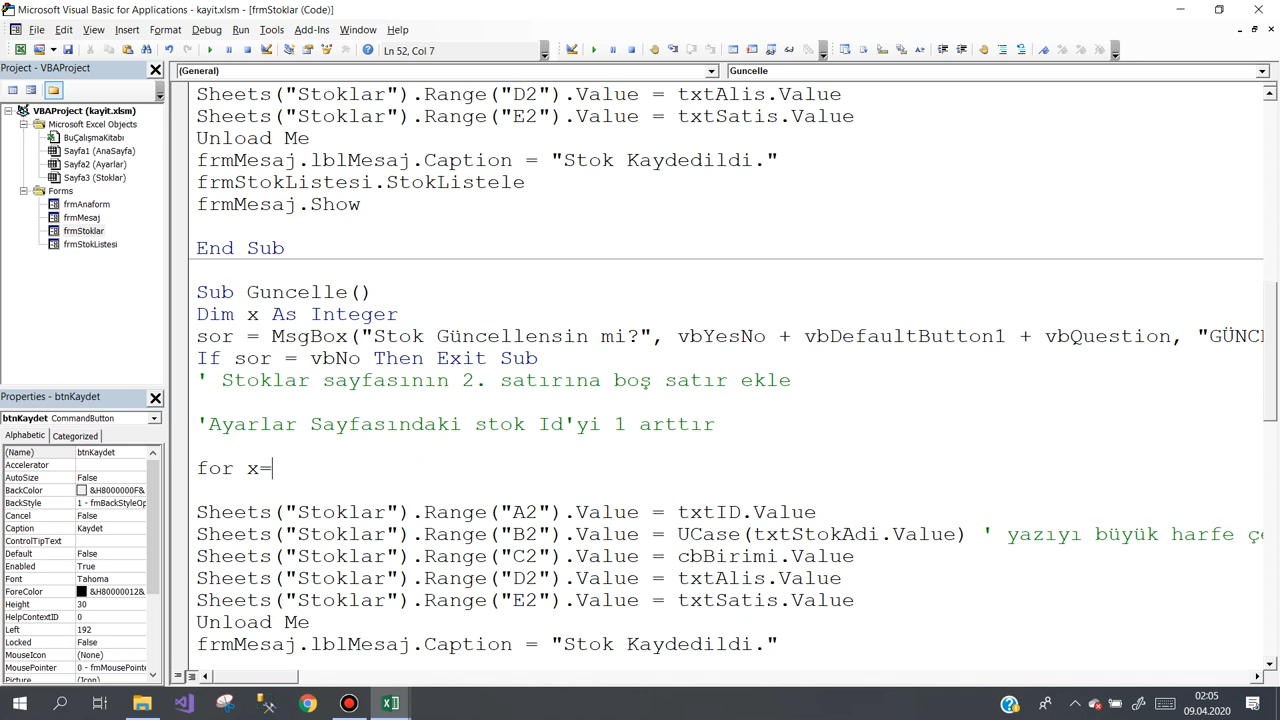 Microsoft Visual Basic for Applications - kayit.xlsm - [frmStoklar (Code)]
File Edit View Insert Format Debug Run Tools Add-Ins Window Help
Ln 52, Col 7
Project - VBAProject
(General)
Guncelle
VBAProject (kayit.xlsm)
Microsoft Excel Objects
BuÇalışmaKitabı
Sayfa1 (AnaSayfa)
Sayfa2 (Ayarlar)
Sayfa3 (Stoklar)
Forms
frmAnaform
frmMesaj
frmStoklar
frmStokListesi
Properties - btnKaydet
btnKaydet CommandButton
Alphabetic Categorized
(Name) btnKaydet
Accelerator
AutoSize False
BackColor &H8000000F&
BackStyle 1 - fmBackStyleOp
Cancel False
Caption Kaydet
ControlTipText
Default False
Enabled True
Font Tahoma
ForeColor &H80000012&
Height 30
HelpContextID 0
Left 192
Locked False
MouseIcon (None)
MousePointer 0 - fmMousePointe
Picture
Sheets("Stoklar").Range("D2").Value = txtAlis.Value
Sheets("Stoklar").Range("E2").Value = txtSatis.Value
Unload Me
frmMesaj.lblMesaj.Caption = "Stok Kaydedildi."
frmStokListesi.StokListele
frmMesaj.Show
End Sub
Sub Guncelle()
Dim x As Integer
sor = MsgBox("Stok Güncellensin mi?", vbYesNo + vbDefaultButton1 + vbQuestion, "GÜNC
If sor = vbNo Then Exit Sub
' Stoklar sayfasının 2. satırına boş satır ekle
'Ayarlar Sayfasındaki stok Id'yi 1 arttır
for x=
Sheets("Stoklar").Range("A2").Value = txtID.Value
Sheets("Stoklar").Range("B2").Value = UCase(txtStokAdi.Value) ' yazıyı büyük harfe çe
Sheets("Stoklar").Range("C2").Value = cbBirimi.Value
Sheets("Stoklar").Range("D2").Value = txtAlis.Value
Sheets("Stoklar").Range("E2").Value = txtSatis.Value
Unload Me
frmMesaj.lblMesaj.Caption = "Stok Kaydedildi."
02:05
09.04.2020